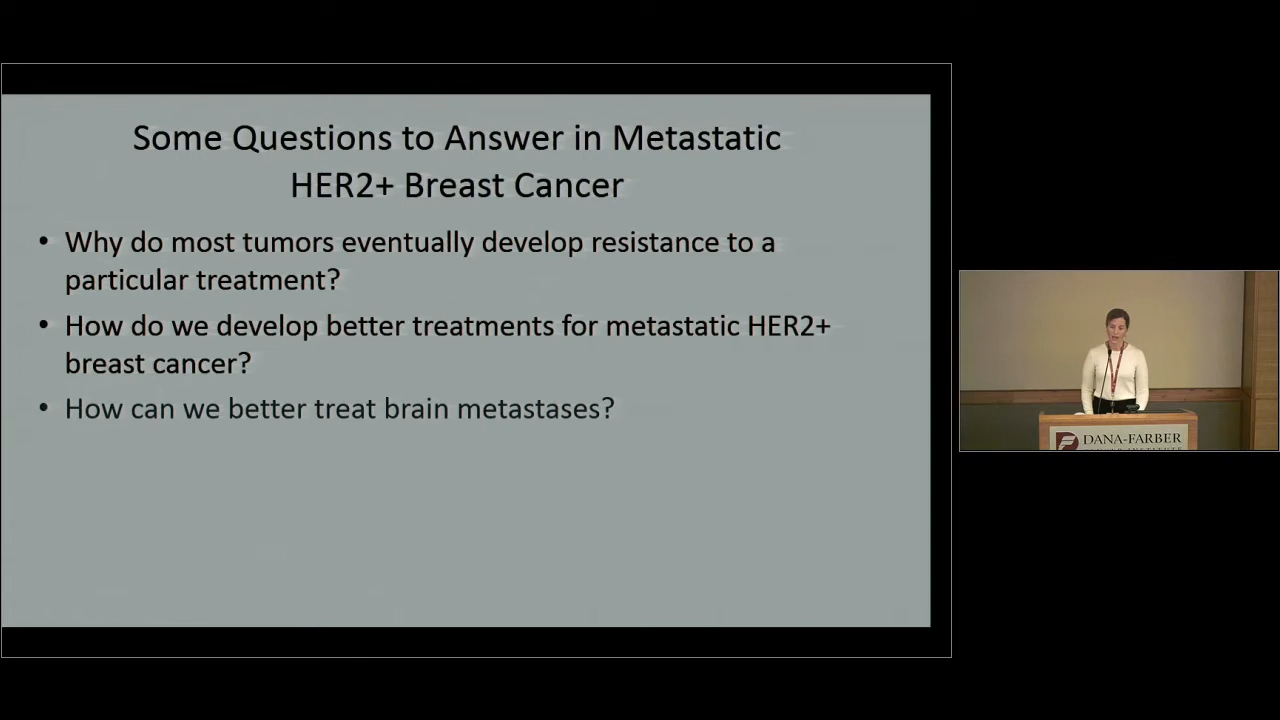 Some Questions to Answer in Metastatic
HER2+ Breast Cancer
• Why do most tumors eventually develop resistance to a
particular treatment?
• How do we develop better treatments for metastatic HER2+
breast cancer?
• How can we better treat brain metastases?
DANA-FARBER